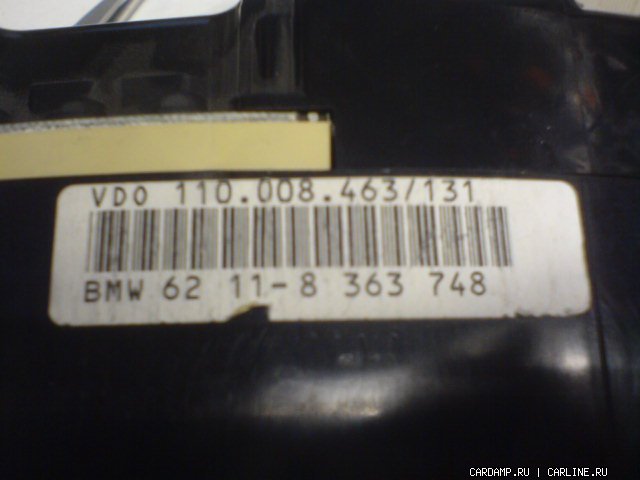 VDO 110.008.463/131
BMW 62 11-8 363 748
CARDAMP.RU | CARLINE.RU